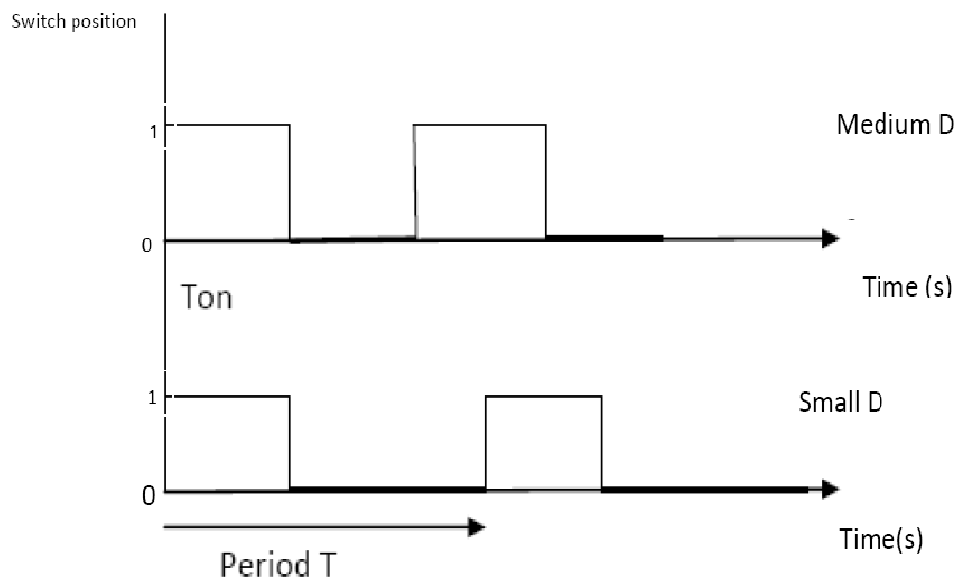 Switch position
1
Medium D
0
Time (s)
Ton
1
Small D
0
Time(s)
Period T